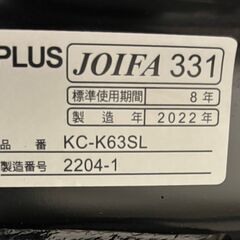 PLUS JOIFA 331
標準使用期間 8年
製造年 2022年
品番 KC-K63SL
製造番号 2204-1